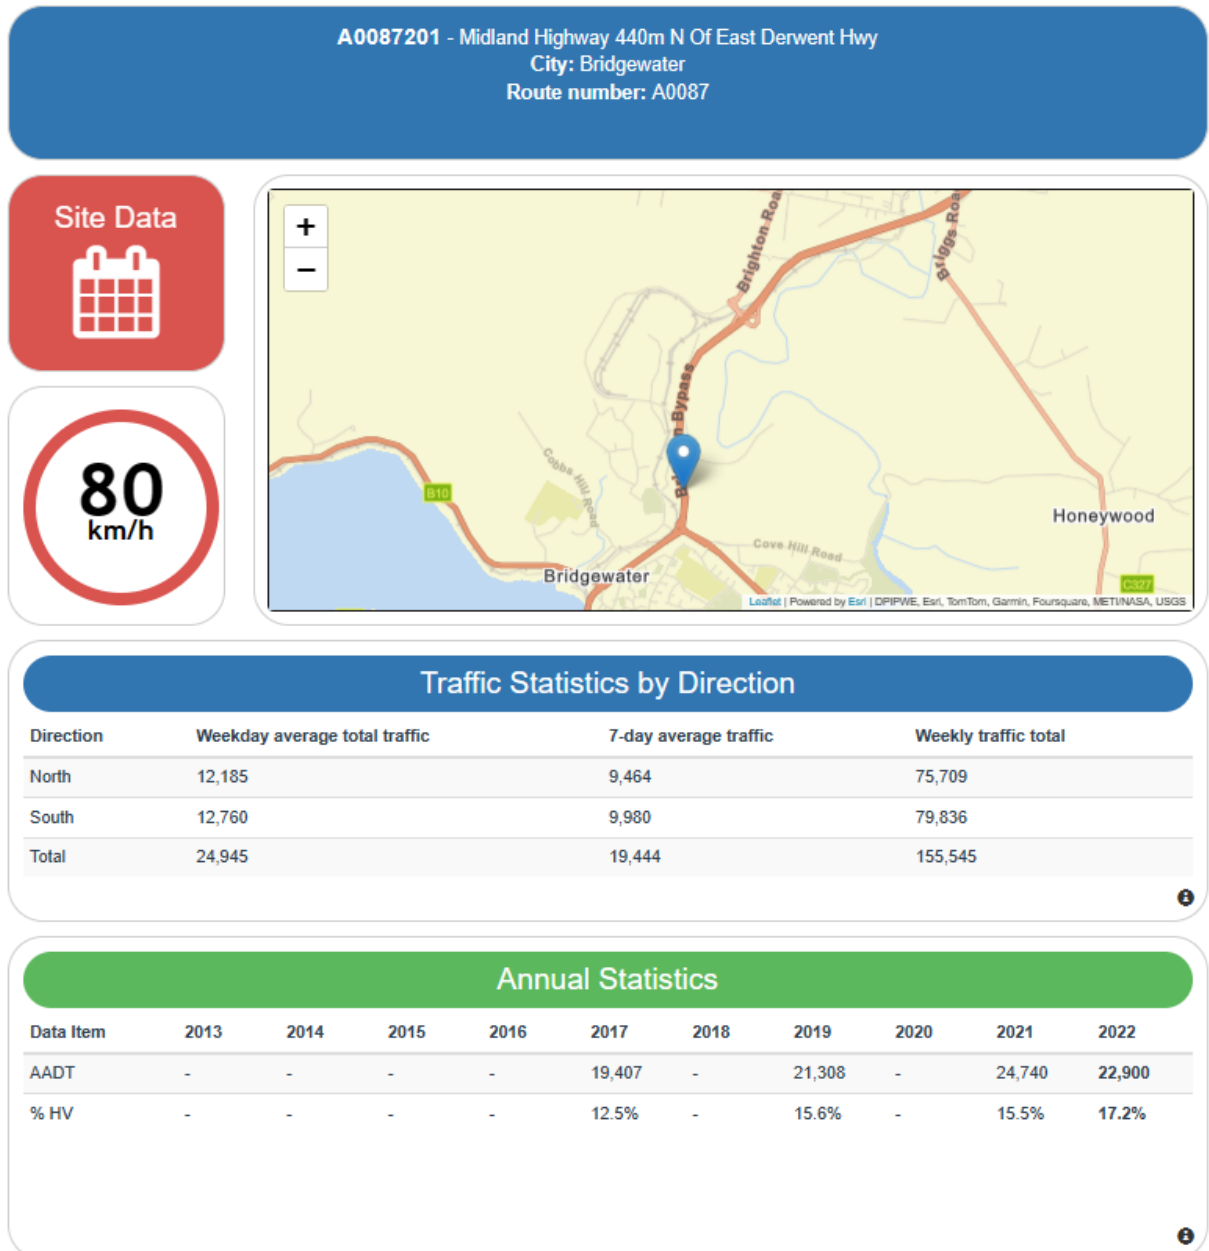 A0087201 - Midland Highway 440m N Of East Derwent Hwy
City: Bridgewater
Route number: A0087
Site Data
80
km/h
+
−
Brighton Roa
Briggs Roa
Bypass
Cobbs Hill Road
B10
Honeywood
Cove Hill Road
Bridgewater
C327
Leaflet | Powered by Esri | DPIPWE, Esri, TomTom, Garmin, Foursquare, METI/NASA, USGS
Traffic Statistics by Direction
Direction Weekday average total traffic 7-day average traffic Weekly traffic total
North 12,185 9,464 75,709
South 12,760 9,980 79,836
Total 24,945 19,444 155,545
Annual Statistics
Data Item 2013 2014 2015 2016 2017 2018 2019 2020 2021 2022
AADT - - - - 19,407 - 21,308 - 24,740 22,900
% HV - - - - 12.5% - 15.6% - 15.5% 17.2%